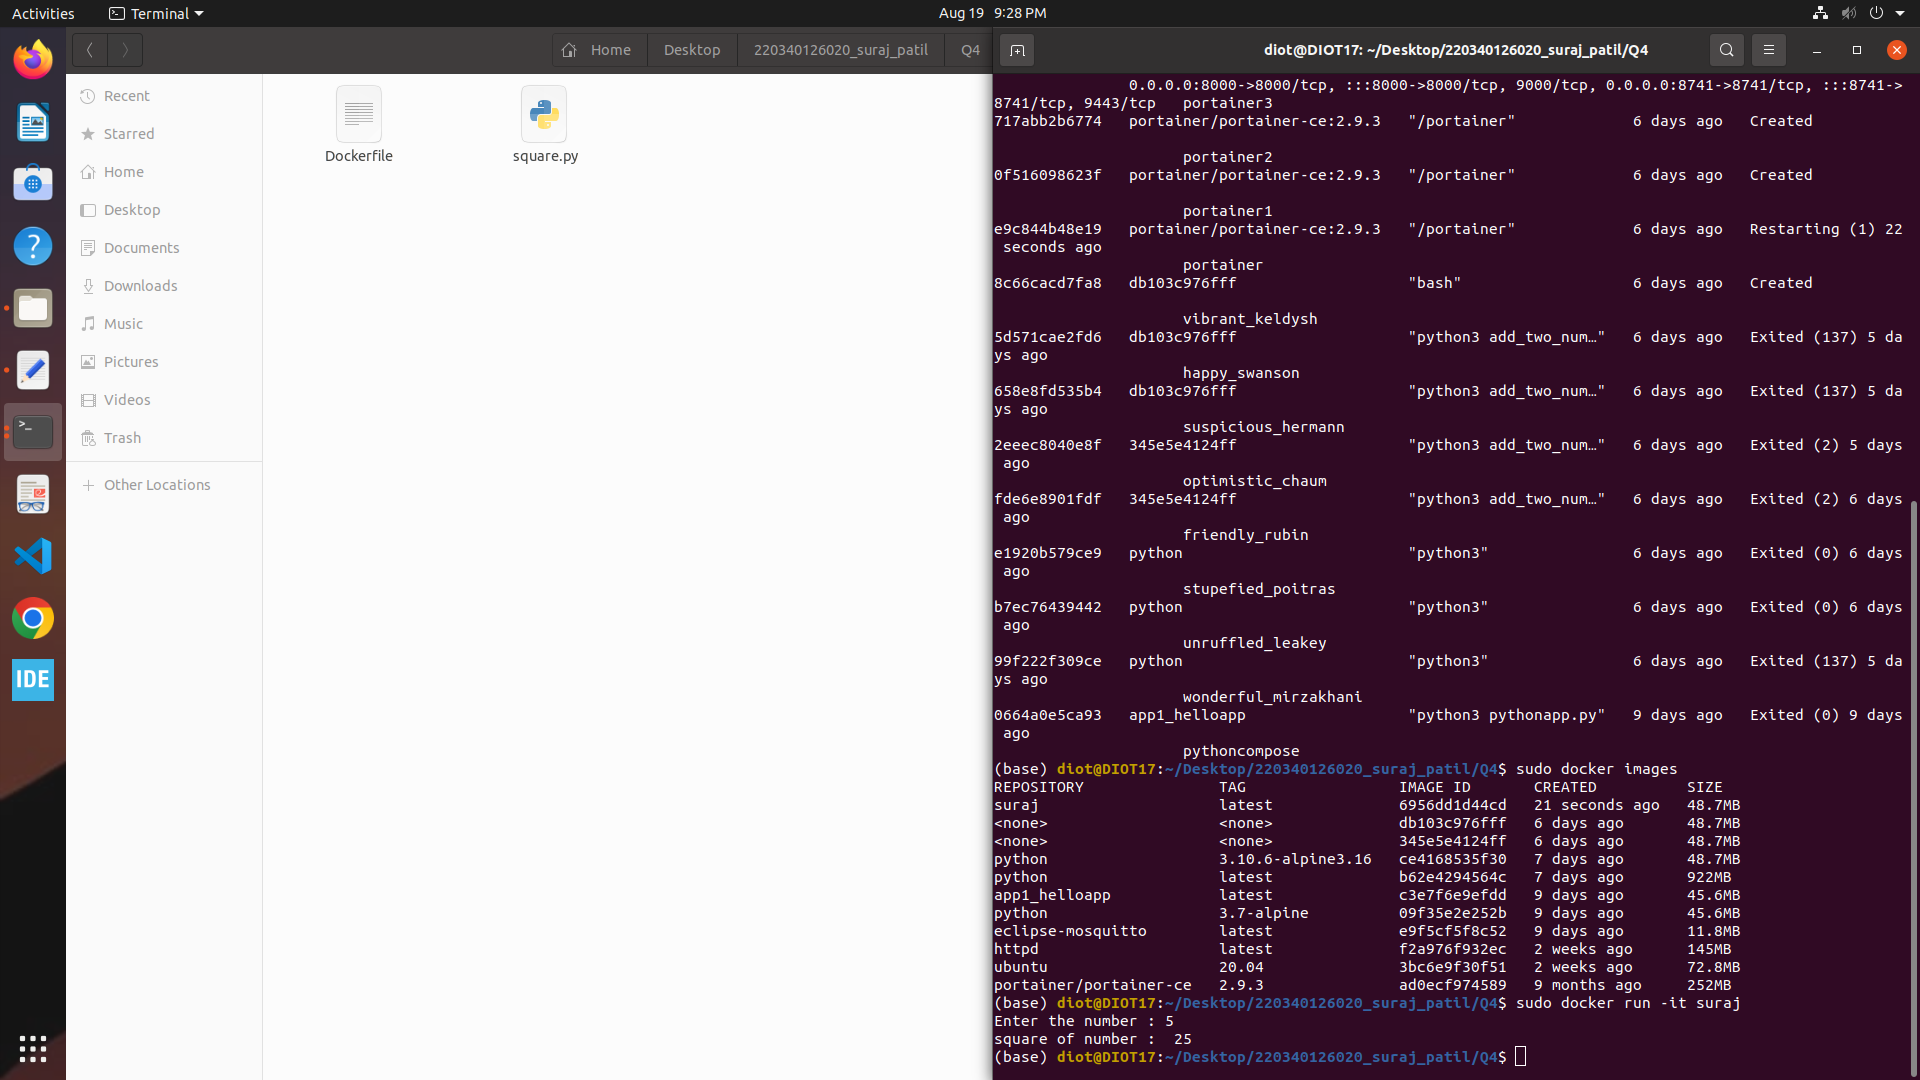 Activities
Terminal
Aug 19 9:28 PM
Home
Desktop
220340126020_suraj_patil
Q4
diot@DIOT17: ~/Desktop/220340126020_suraj_patil/Q4
Recent
Starred
Home
Desktop
Documents
Downloads
Music
Pictures
Videos
Trash
Other Locations
Dockerfile
square.py
IDE
0.0.0.0:8000->8000/tcp, :::8000->8000/tcp, 9000/tcp, 0.0.0.0:8741->8741/tcp, :::8741->
8741/tcp, 9443/tcp portainer3
717abb2b6774 portainer/portainer-ce:2.9.3 "/portainer" 6 days ago Created
portainer2
0f516098623f portainer/portainer-ce:2.9.3 "/portainer" 6 days ago Created
portainer1
e9c844b48e19 portainer/portainer-ce:2.9.3 "/portainer" 6 days ago Restarting (1) 22
seconds ago
portainer
8c66cacd7fa8 db103c976fff "bash" 6 days ago Created
vibrant_keldysh
5d571cae2fd6 db103c976fff "python3 add_two_num…" 6 days ago Exited (137) 5 da
ys ago
happy_swanson
658e8fd535b4 db103c976fff "python3 add_two_num…" 6 days ago Exited (137) 5 da
ys ago
suspicious_hermann
2eeec8040e8f 345e5e4124ff "python3 add_two_num…" 6 days ago Exited (2) 5 days
ago
optimistic_chaum
fde6e8901fdf 345e5e4124ff "python3 add_two_num…" 6 days ago Exited (2) 6 days
ago
friendly_rubin
e1920b579ce9 python "python3" 6 days ago Exited (0) 6 days
ago
stupefied_poitras
b7ec76439442 python "python3" 6 days ago Exited (0) 6 days
ago
unruffled_leakey
99f222f309ce python "python3" 6 days ago Exited (137) 5 da
ys ago
wonderful_mirzakhani
0664a0e5ca93 app1_helloapp "python3 pythonapp.py" 9 days ago Exited (0) 9 days
ago
pythoncompose
(base) diot@DIOT17:~/Desktop/220340126020_suraj_patil/Q4$ sudo docker images
REPOSITORY TAG IMAGE ID CREATED SIZE
suraj latest 6956dd1d44cd 21 seconds ago 48.7MB
<none> <none> db103c976fff 6 days ago 48.7MB
<none> <none> 345e5e4124ff 6 days ago 48.7MB
python 3.10.6-alpine3.16 ce4168535f30 7 days ago 48.7MB
python latest b62e4294564c 7 days ago 922MB
app1_helloapp latest c3e7f6e9efdd 9 days ago 45.6MB
python 3.7-alpine 09f35e2e252b 9 days ago 45.6MB
eclipse-mosquitto latest e9f5cf5f8c52 9 days ago 11.8MB
httpd latest f2a976f932ec 2 weeks ago 145MB
ubuntu 20.04 3bc6e9f30f51 2 weeks ago 72.8MB
portainer/portainer-ce 2.9.3 ad0ecf974589 9 months ago 252MB
(base) diot@DIOT17:~/Desktop/220340126020_suraj_patil/Q4$ sudo docker run -it suraj
Enter the number : 5
square of number :  25
(base) diot@DIOT17:~/Desktop/220340126020_suraj_patil/Q4$